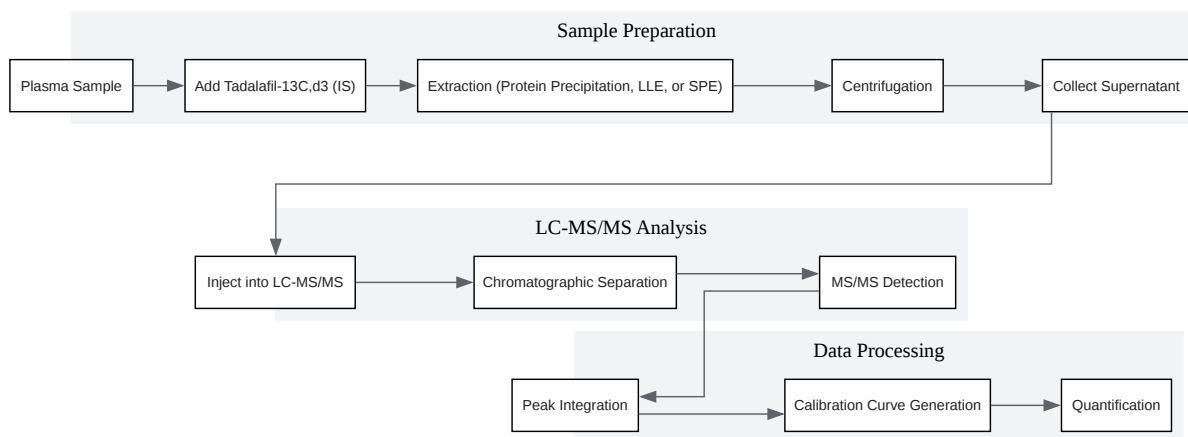 Sample Preparation
Plasma Sample
Add Tadalafil-13C,d3 (IS)
Extraction (Protein Precipitation, LLE, or SPE)
Centrifugation
Collect Supernatant
LC-MS/MS Analysis
Inject into LC-MS/MS
Chromatographic Separation
MS/MS Detection
Data Processing
Peak Integration
Calibration Curve Generation
Quantification